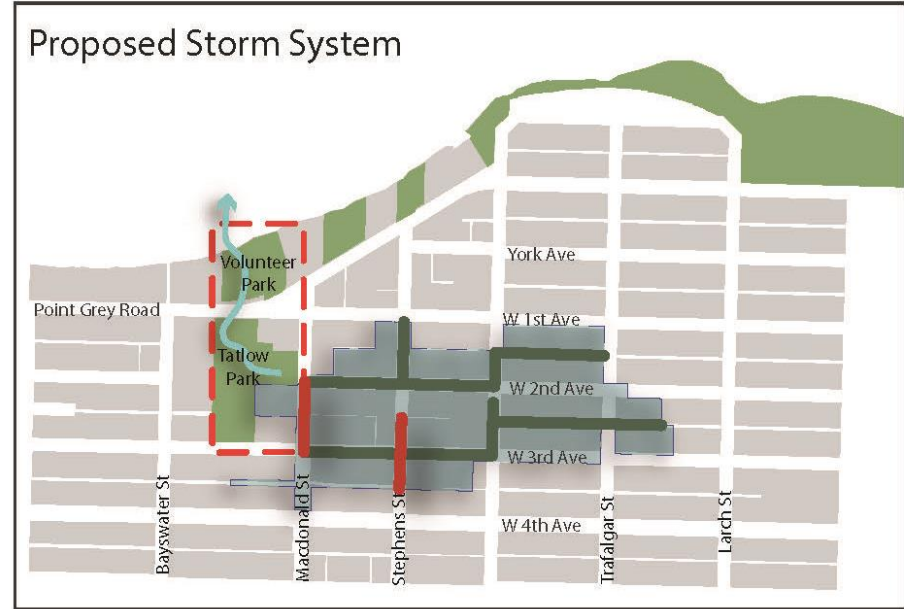 Proposed Storm System
Volunteer
Park
York Ave
Point Grey Road
W 1st Ave
Tatlow
Park
W 2nd Ave
W 3rd Ave
W 4th Ave
Bayswater St
Macdonald St
Stephens St
Trafalgar St
Larch St